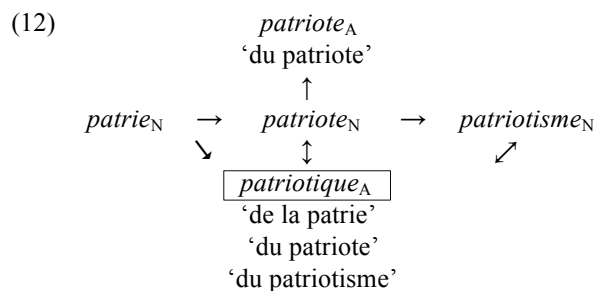 (12) patrioteA
‘du patriote’
↑
patrieN → patrioteN → patriotismeN
↘ ↕ ⤢
patriotiqueA
‘de la patrie’
‘du patriote’
‘du patriotisme’